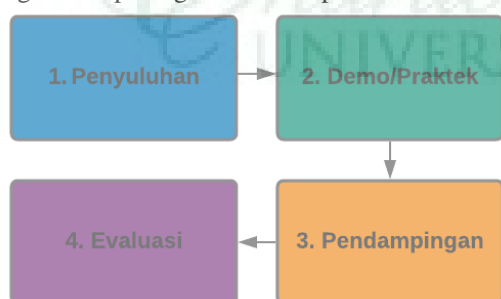 1. Penyuluhan
2. Demo/Praktek
3. Pendampingan
4. Evaluasi